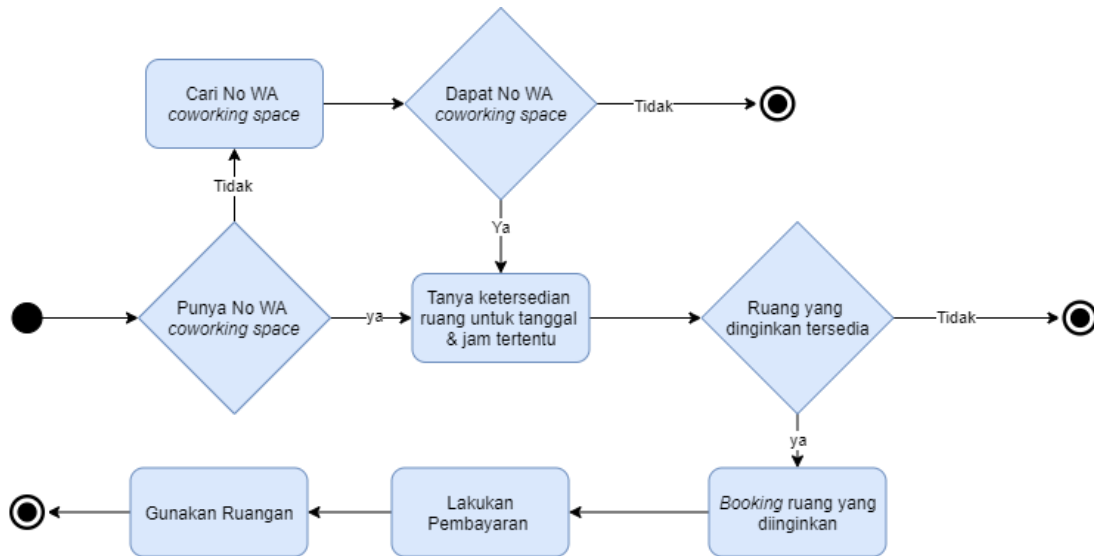 Cari No WA
coworking space
Dapat No WA
coworking space
Tidak
Tidak
Ya
Punya No WA
coworking space
ya
Tanya ketersedian
ruang untuk tanggal
& jam tertentu
Ruang yang
dinginkan tersedia
Tidak
ya
Gunakan Ruangan
Lakukan
Pembayaran
Booking ruang yang
diinginkan